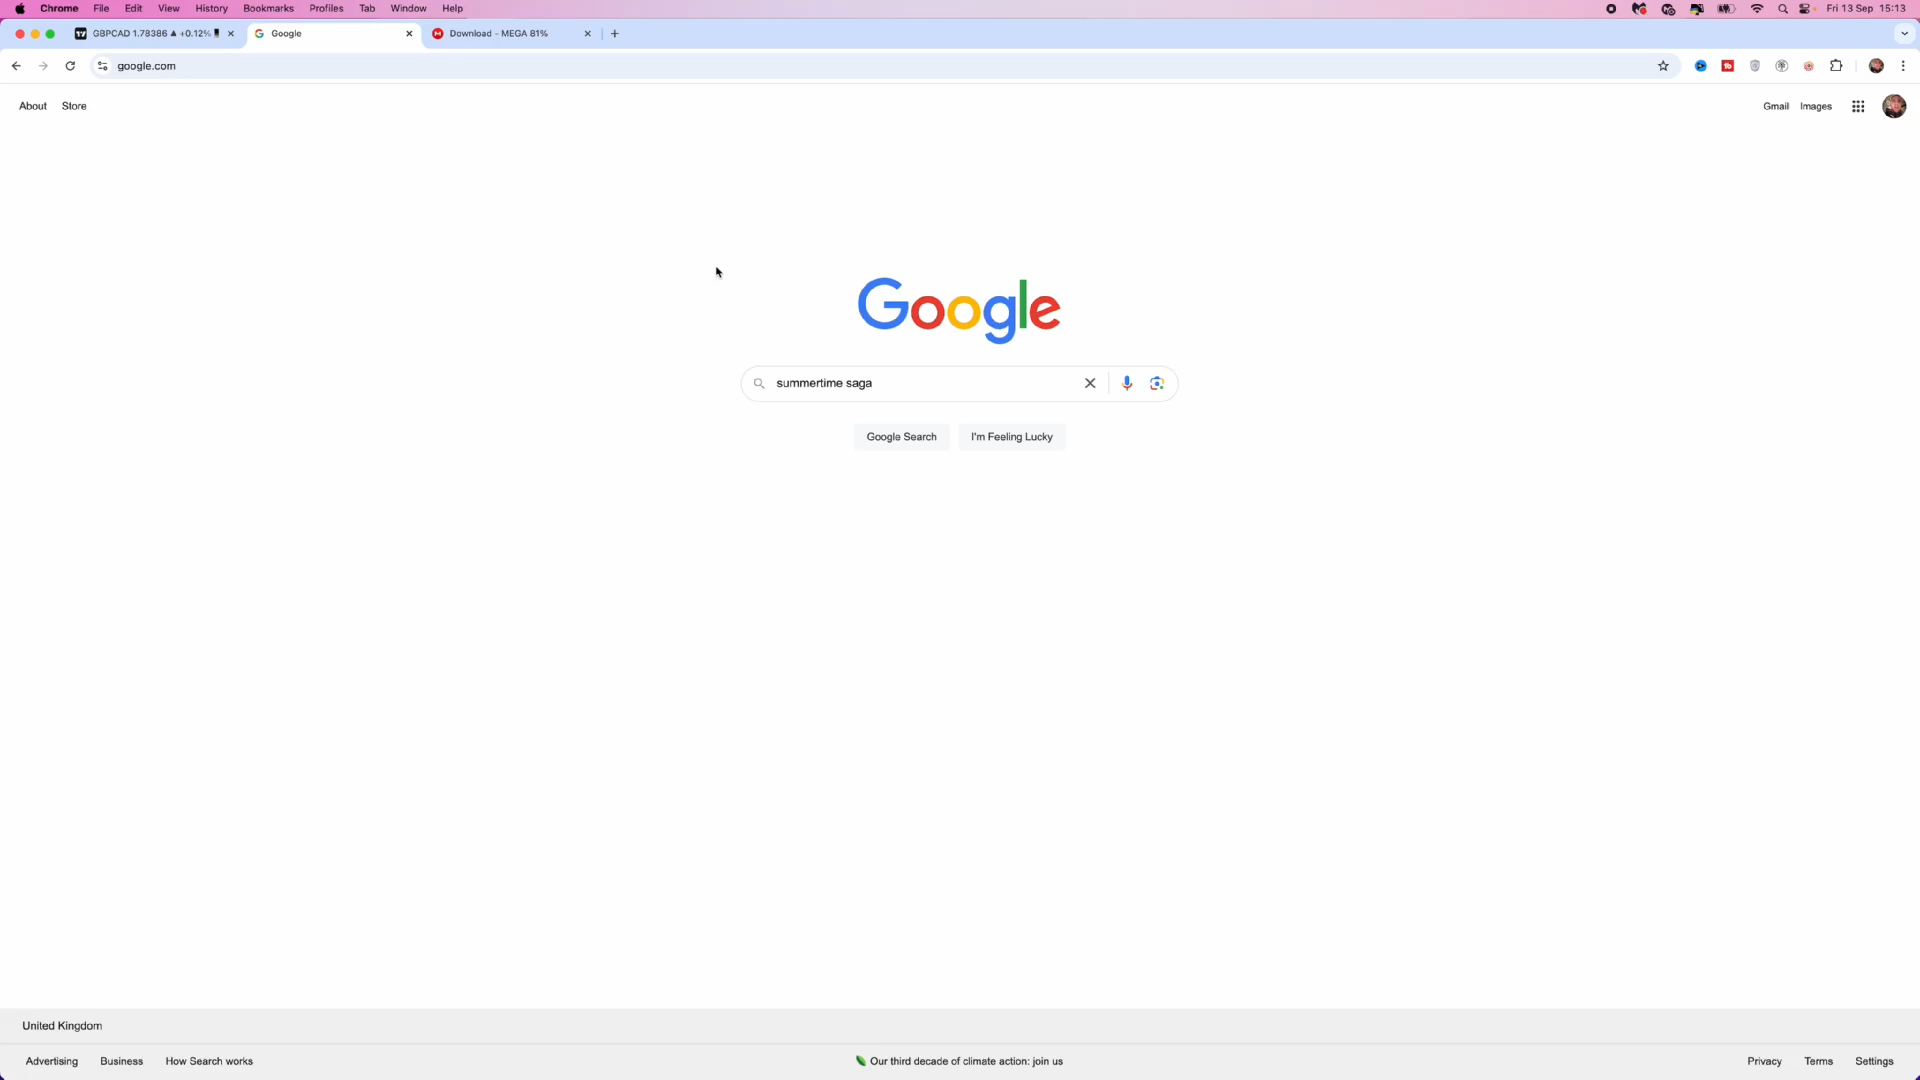 Chrome File Edit View History Bookmarks Profiles Tab Window Help Fri 13 Sep 15:13
GBPCAD 1.78386 ▲ +0.12% Google Download - MEGA 81%
google.com
About Store Gmail Images
Google
summertime saga
Google Search I'm Feeling Lucky
United Kingdom
Advertising Business How Search works Our third decade of climate action: join us Privacy Terms Settings